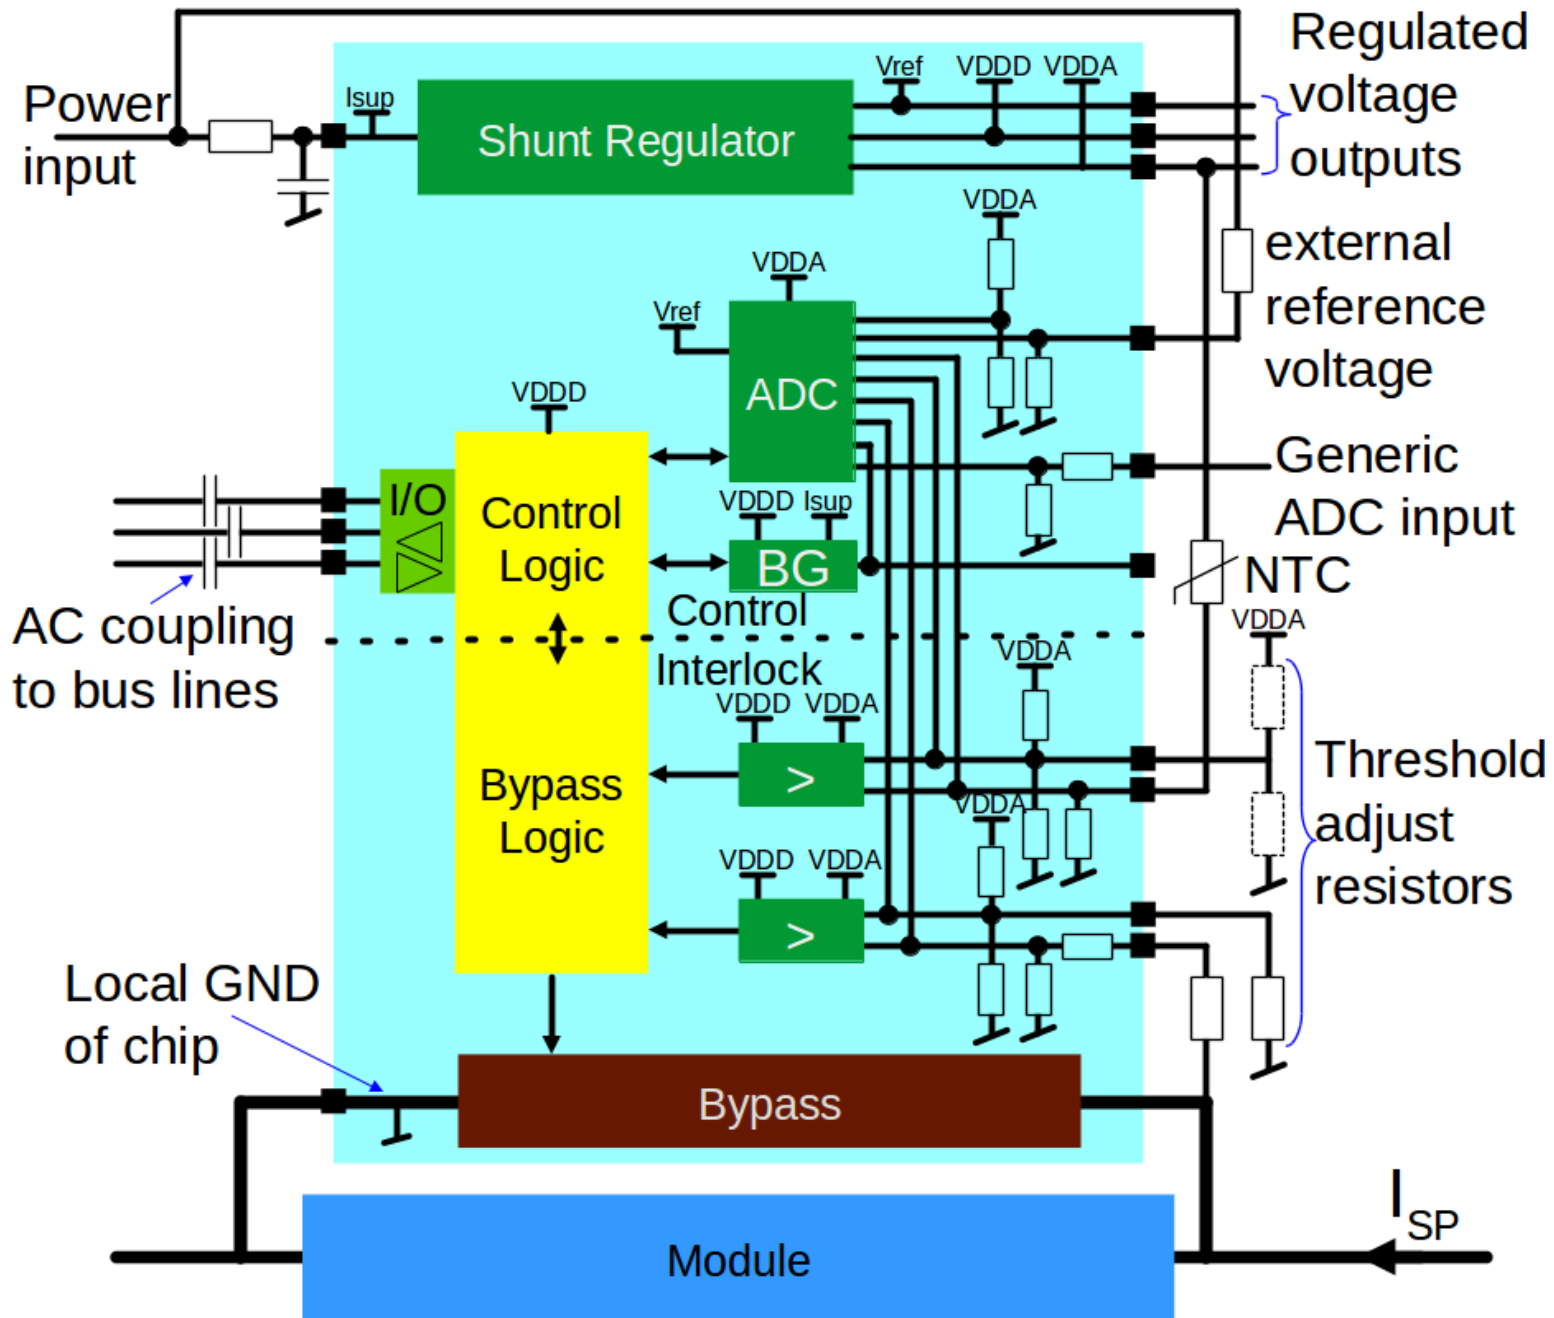 Power
input
Isup
Shunt Regulator
Vref VDDD VDDA
Regulated
voltage
outputs
VDDA
external
reference
voltage
VDDA
Vref
ADC
VDDD
Generic
ADC input
I/O
Control
Logic
VDDD Isup
BG
NTC
Control
Interlock
AC coupling
to bus lines
VDDA
VDDA
VDDD VDDA
>
Bypass
Logic
VDDA
Threshold
adjust
resistors
VDDD VDDA
>
Local GND
of chip
Bypass
Module
I SP